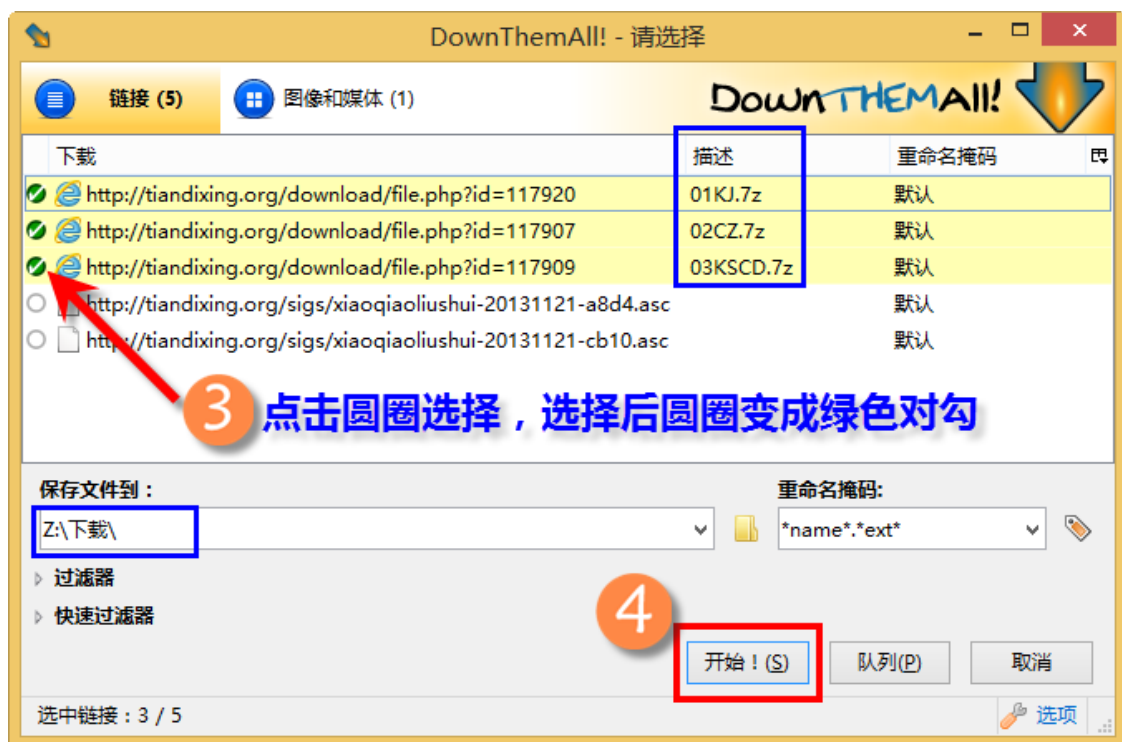 DownThemAll! - 请选择
链接 (5)
图像和媒体 (1)
DownTHEMAll!
下载 描述 重命名掩码
http://tiandixing.org/download/file.php?id=117920 01KJ.7z 默认
http://tiandixing.org/download/file.php?id=117907 02CZ.7z 默认
http://tiandixing.org/download/file.php?id=117909 03KSCD.7z 默认
http://tiandixing.org/sigs/xiaoqiaoliushui-20131121-a8d4.asc 默认
http://tiandixing.org/sigs/xiaoqiaoliushui-20131121-cb10.asc 默认
3 点击圆圈选择，选择后圆圈变成绿色对勾
保存文件到： 重命名掩码:
Z:\下载\ *name*.*ext*
过滤器
快速过滤器
4
开始！(S) 队列(P) 取消
选中链接：3 / 5 选项